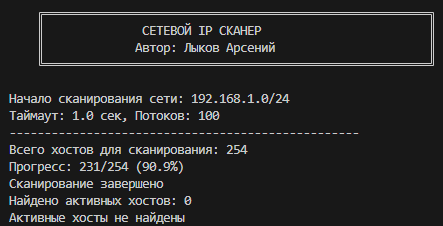 СЕТЕВОЙ IP СКАНЕР
Автор: Лыков Арсений
Начало сканирования сети: 192.168.1.0/24
Таймаут: 1.0 сек, Потоков: 100
--------------------------------------------------
Всего хостов для сканирования: 254
Прогресс: 231/254 (90.9%)
Сканирование завершено
Найдено активных хостов: 0
Активные хосты не найдены